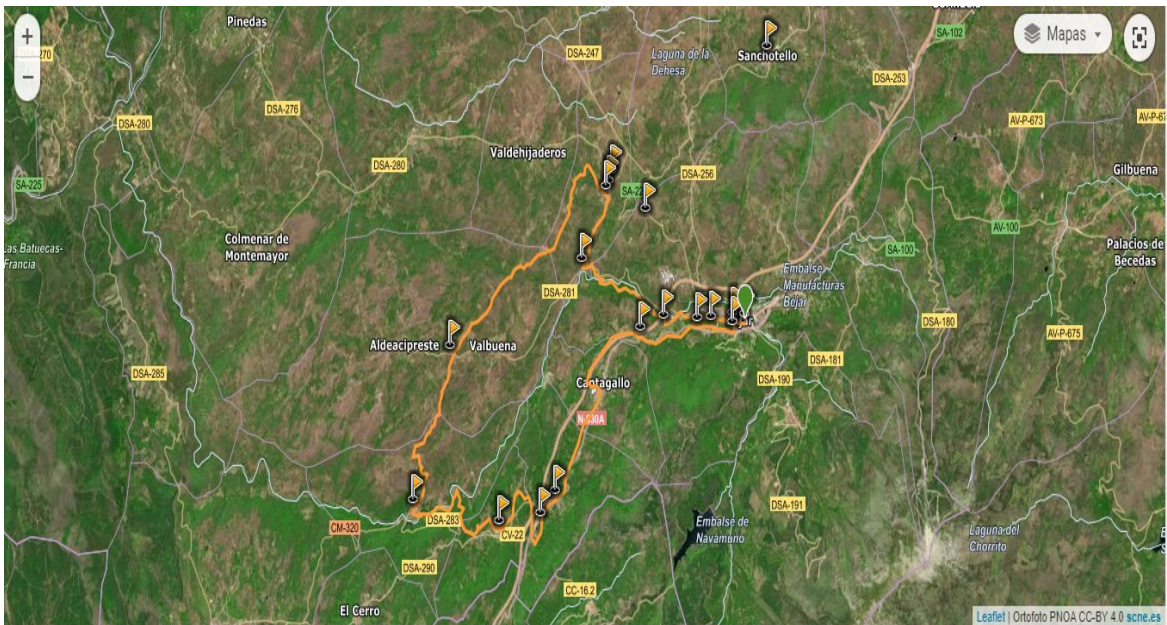 Pinedas
SA-102
Mapas
DSA-247
Laguna de la
Dehesa
Sanchotello
DSA-253
DSA-276
DSA-280
AV-P-673
Valdehijaderos
DSA-280
DSA-256
Gilbuena
SA-225
AV-100
Colmenar de
Montemayor
Las Batuecas-
Francia
SA-100
Palacios de
Becedas
Embalse
Manufacturas
Béjar
DSA-281
DSA-180
AV-P-675
Aldeacipreste
Valbuena
DSA-181
DSA-285
DSA-190
Cantagallo
DSA-191
DSA-283
CM-320
CV-22
Embalse de
Navamuño
Laguna del
Chorrito
DSA-290
CC-16.2
El Cerro
Leaflet | Ortofoto PNOA CC-BY 4.0 scne.es